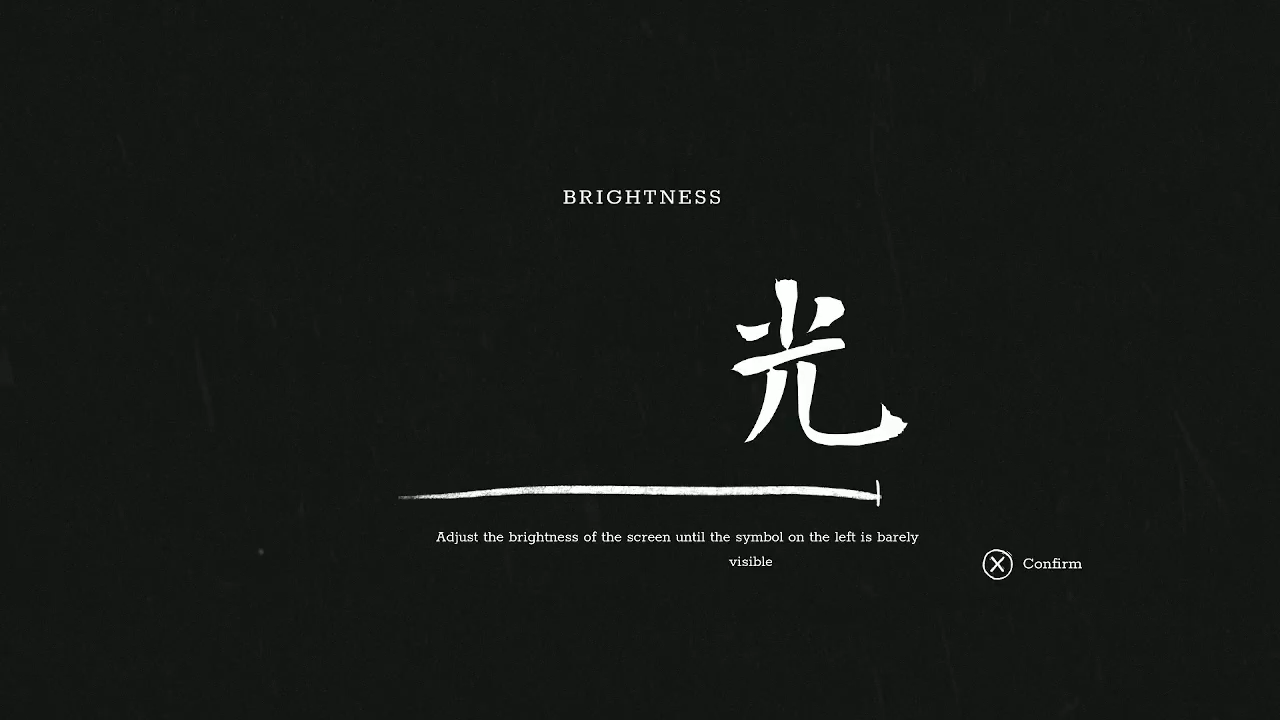 BRIGHTNESS
光
Adjust the brightness of the screen until the symbol on the left is barely
visible
Confirm